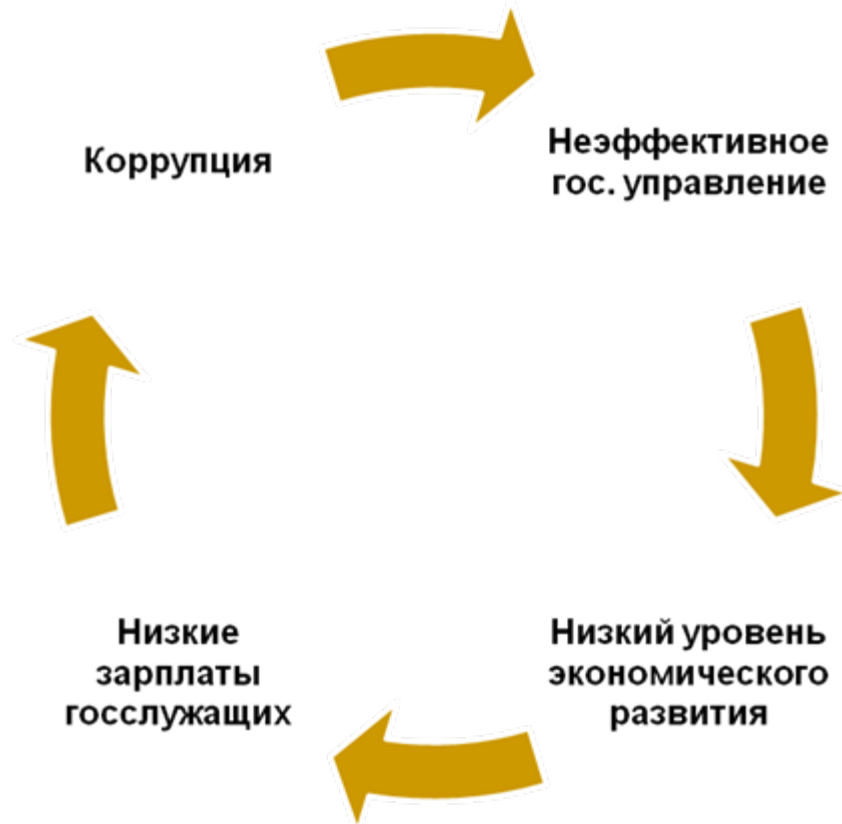 Коррупция
Неэффективное
гос. управление
Низкий уровень
экономического
развития
Низкие
зарплаты
госслужащих